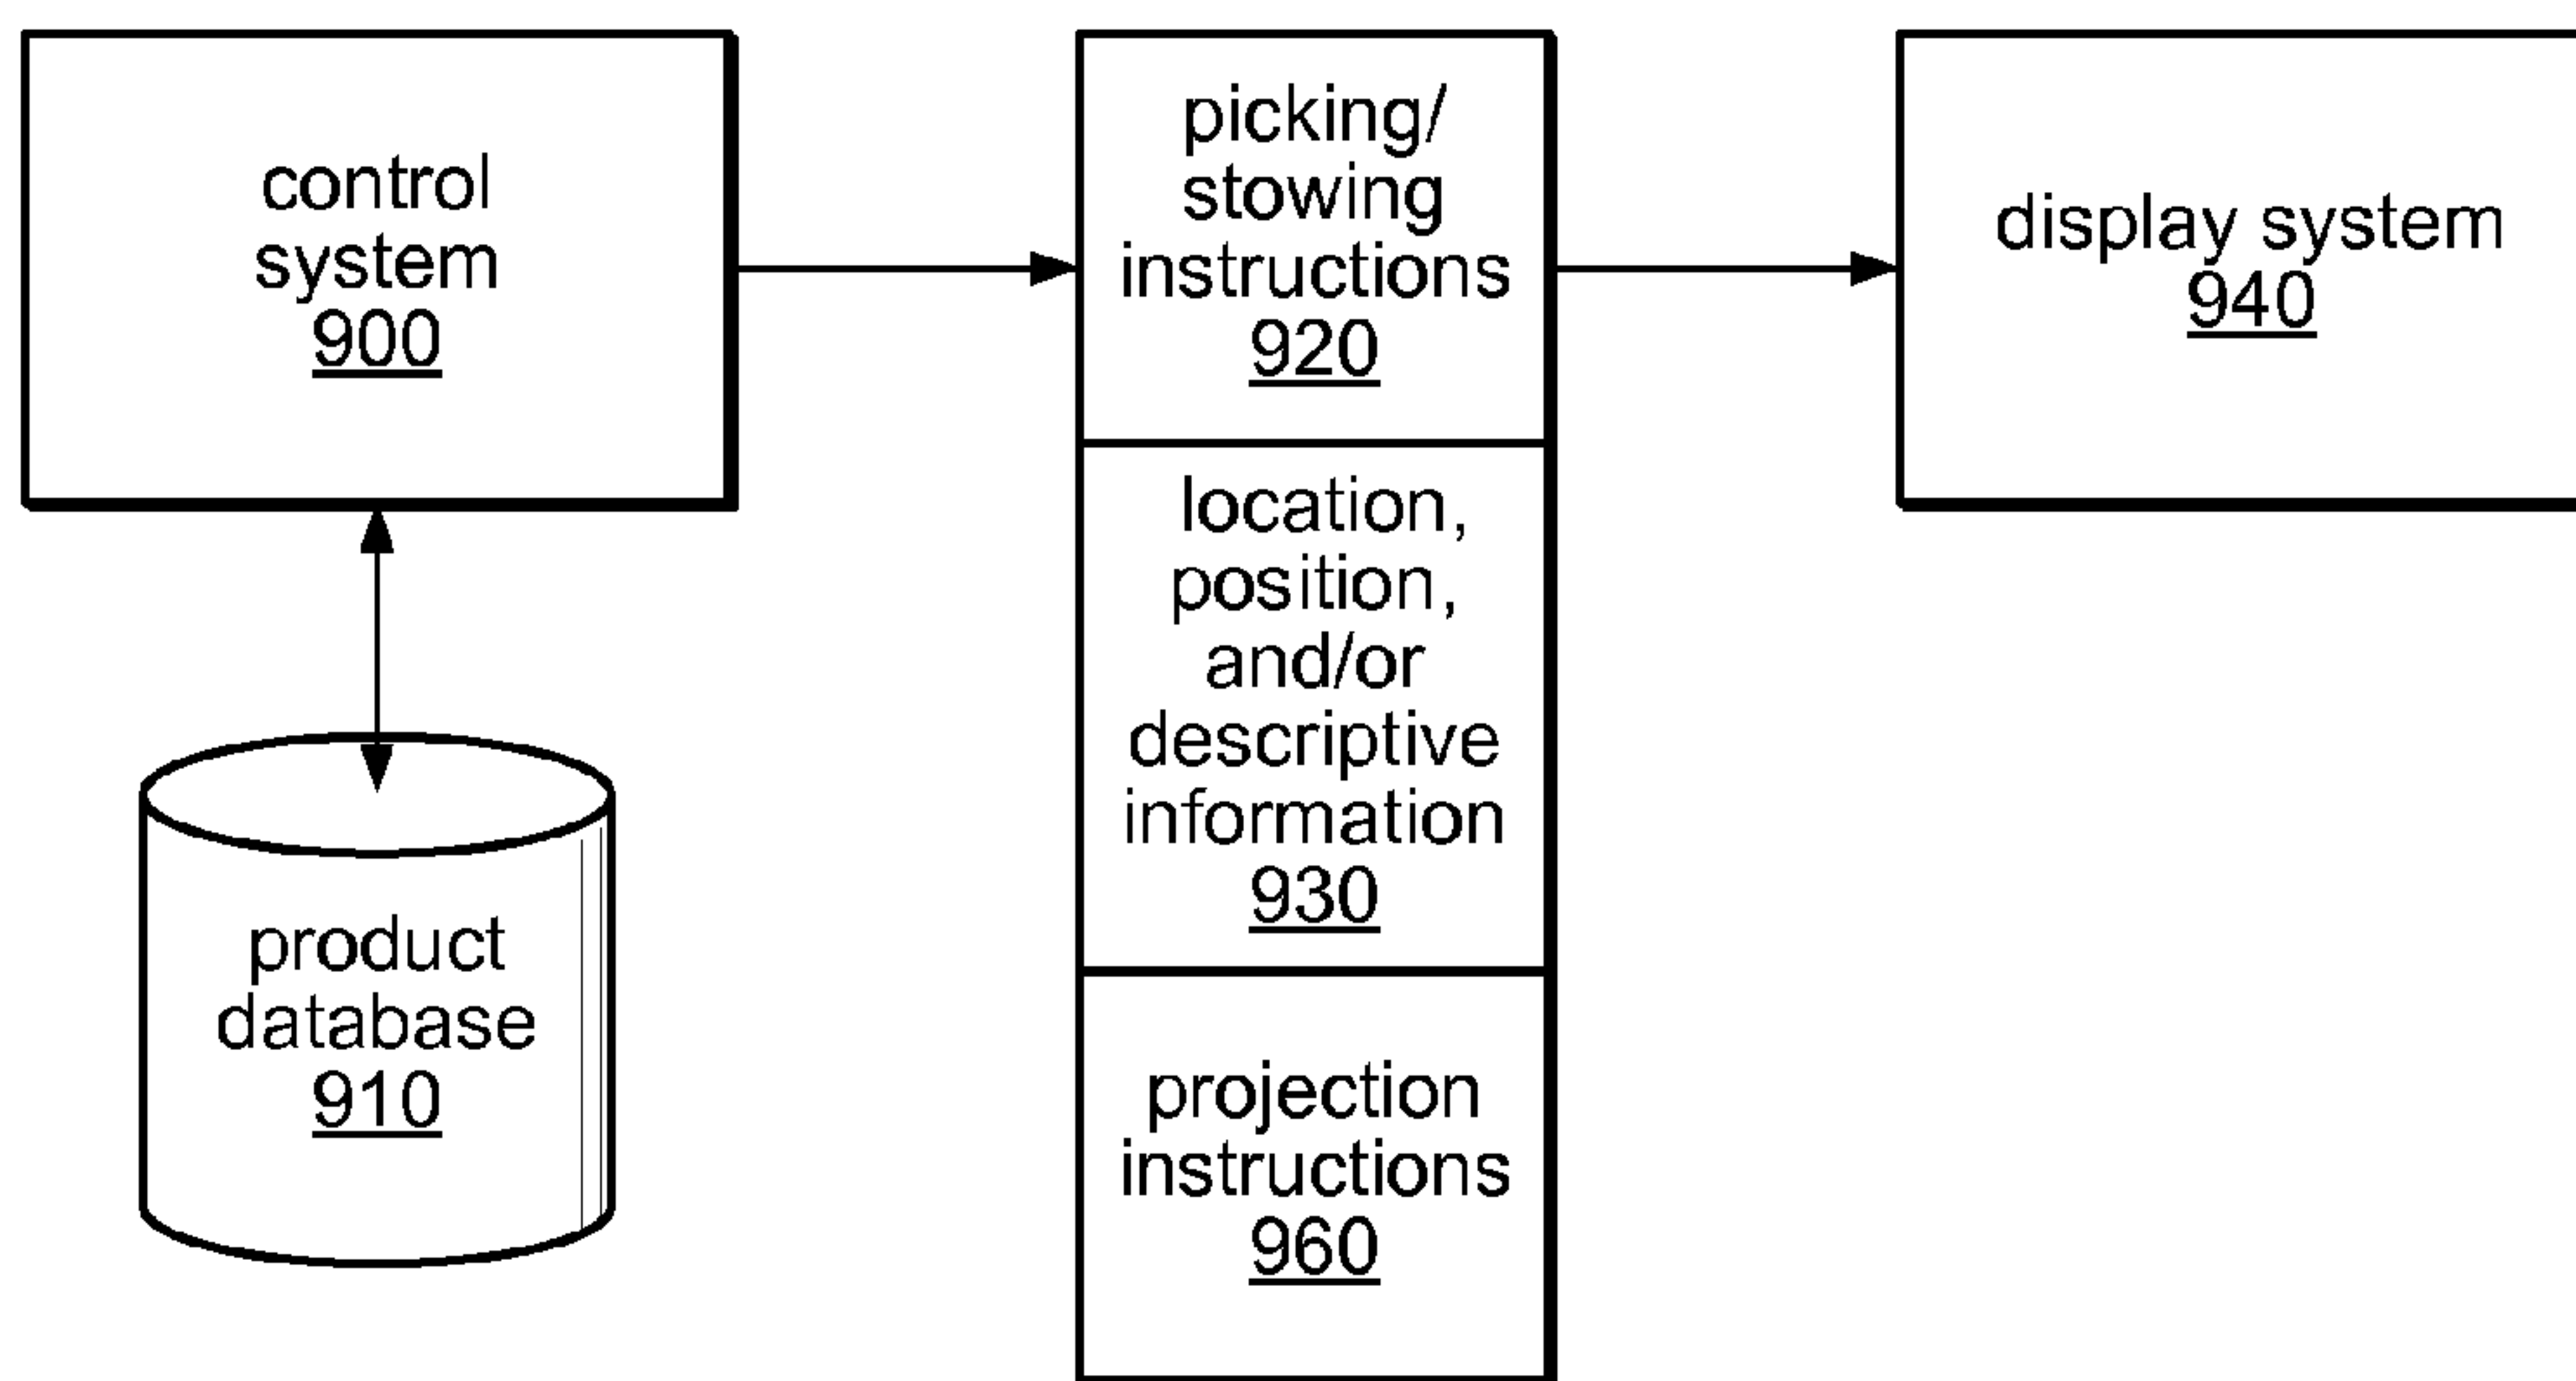 control
system
900
picking/
stowing
instructions
920
display system
940
location,
position,
and/or
descriptive
information
930
product
database
910
projection
instructions
960